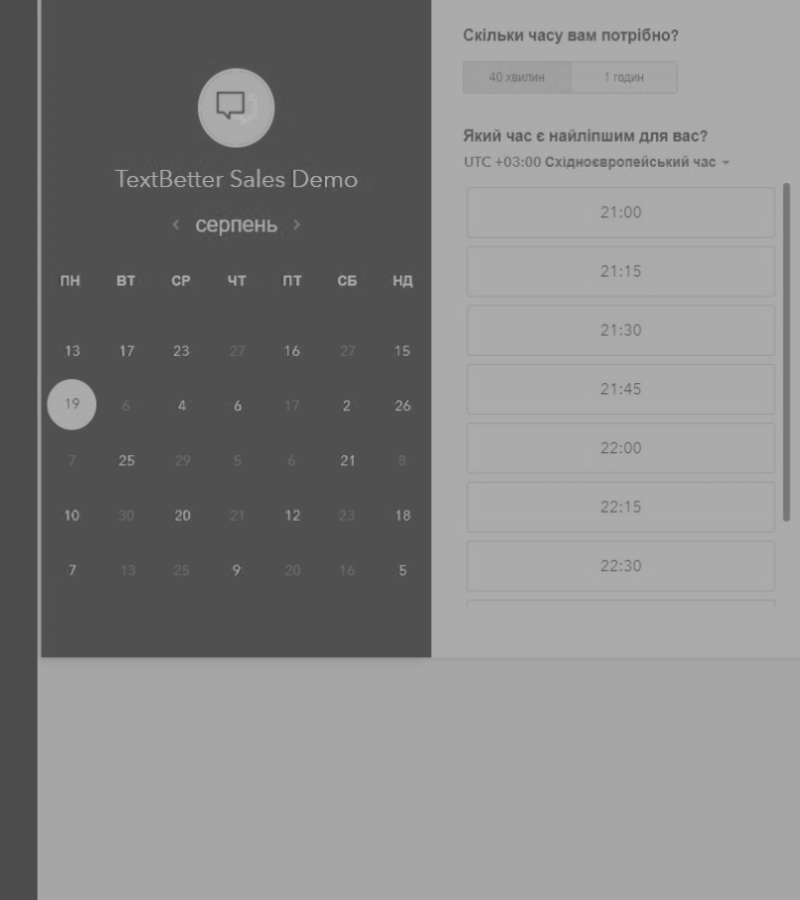 TextBetter Sales Demo
серпень
ПН ВТ СР ЧТ ПТ СБ НД
13 17 23 27 16 27 15
19 6 4 6 17 2 26
7 25 29 5 6 21 8
10 30 20 21 12 23 18
7 13 25 9 20 16 5
Скільки часу вам потрібно?
40 хвилин 1 годин
Який час є найліпшим для вас?
UTC +03:00 Східноєвропейський час
21:00
21:15
21:30
21:45
22:00
22:15
22:30